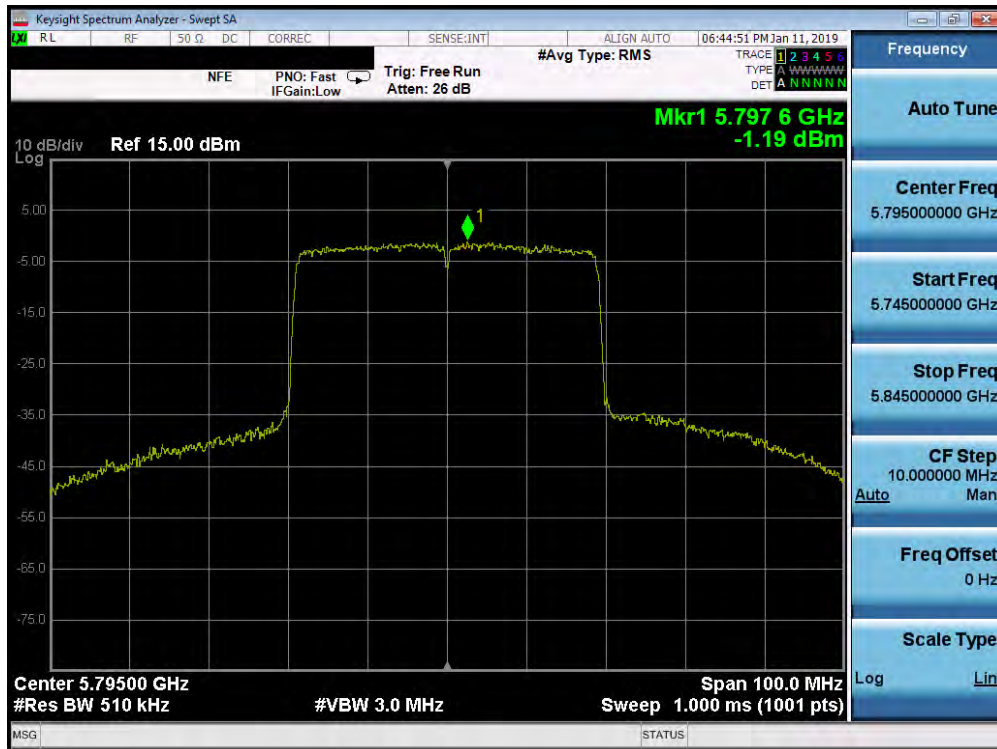 Keysight Spectrum Analyzer - Swept SA
LXI RL RF 50 Ω DC CORREC SENSE:INT ALIGN AUTO 06:44:51 PM Jan 11, 2019
NFE PNO: Fast Trig: Free Run #Avg Type: RMS TRACE 1 2 3 4 5 6
IFGain:Low Atten: 26 dB TYPE A WWWWW
DET A N N N N N
Mkr1 5.797 6 GHz
-1.19 dBm
10 dB/div Ref 15.00 dBm
Log
1
5.00
-5.00
-15.0
-25.0
-35.0
-45.0
-55.0
-65.0
-75.0
Center 5.79500 GHz Span 100.0 MHz
#Res BW 510 kHz #VBW 3.0 MHz Sweep 1.000 ms (1001 pts)
MSG STATUS
Frequency
Auto Tune
Center Freq
5.795000000 GHz
Start Freq
5.745000000 GHz
Stop Freq
5.845000000 GHz
CF Step
10.000000 MHz
Auto Man
Freq Offset
0 Hz
Scale Type
Log Lin